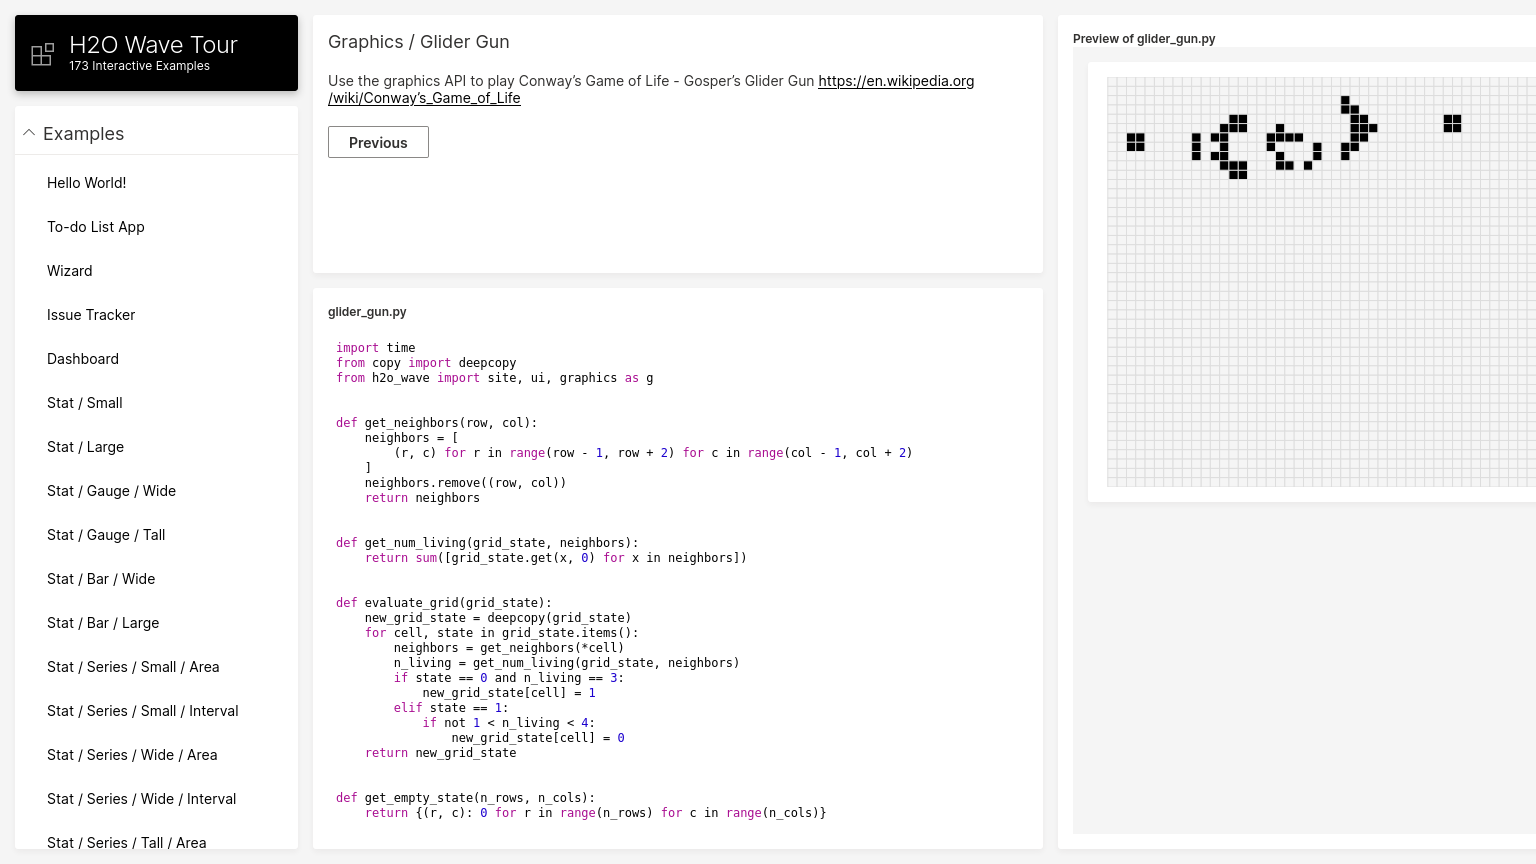 H2O Wave Tour
173 Interactive Examples
Examples
Hello World!
To-do List App
Wizard
Issue Tracker
Dashboard
Stat / Small
Stat / Large
Stat / Gauge / Wide
Stat / Gauge / Tall
Stat / Bar / Wide
Stat / Bar / Large
Stat / Series / Small / Area
Stat / Series / Small / Interval
Stat / Series / Wide / Area
Stat / Series / Wide / Interval
Stat / Series / Tall / Area
Graphics / Glider Gun
Use the graphics API to play Conway’s Game of Life - Gosper’s Glider Gun https://en.wikipedia.org
/wiki/Conway’s_Game_of_Life
Previous
glider_gun.py
import time
from copy import deepcopy
from h2o_wave import site, ui, graphics as g
def get_neighbors(row, col):
    neighbors = [
        (r, c) for r in range(row - 1, row + 2) for c in range(col - 1, col + 2)
    ]
    neighbors.remove((row, col))
    return neighbors
def get_num_living(grid_state, neighbors):
    return sum([grid_state.get(x, 0) for x in neighbors])
def evaluate_grid(grid_state):
    new_grid_state = deepcopy(grid_state)
    for cell, state in grid_state.items():
        neighbors = get_neighbors(*cell)
        n_living = get_num_living(grid_state, neighbors)
        if state == 0 and n_living == 3:
            new_grid_state[cell] = 1
        elif state == 1:
            if not 1 < n_living < 4:
                new_grid_state[cell] = 0
    return new_grid_state
def get_empty_state(n_rows, n_cols):
    return {(r, c): 0 for r in range(n_rows) for c in range(n_cols)}
Preview of glider_gun.py